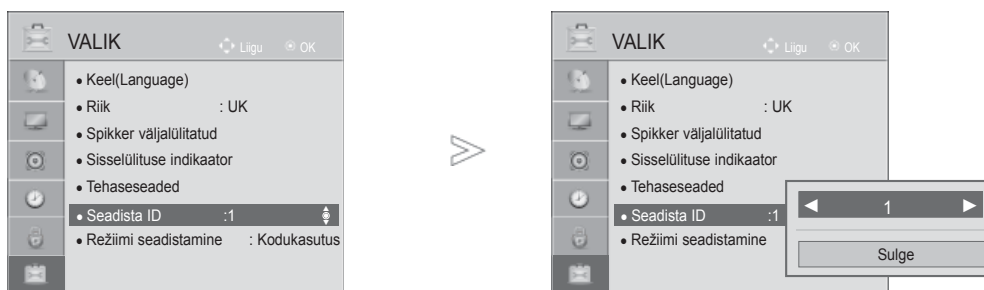 VALIK
Liigu OK
• Keel(Language)
• Riik : UK
• Spikker väljalülitatud
• Sisselülituse indikaator
• Tehaseseaded
• Seadista ID :1
• Režiimi seadistamine : Kodukasutus
VALIK
Liigu OK
• Keel(Language)
• Riik : UK
• Spikker väljalülitatud
• Sisselülituse indikaator
• Tehaseseaded
• Seadista ID :1
• Režiimi seadistamine
◄ 1 ►
Sulge